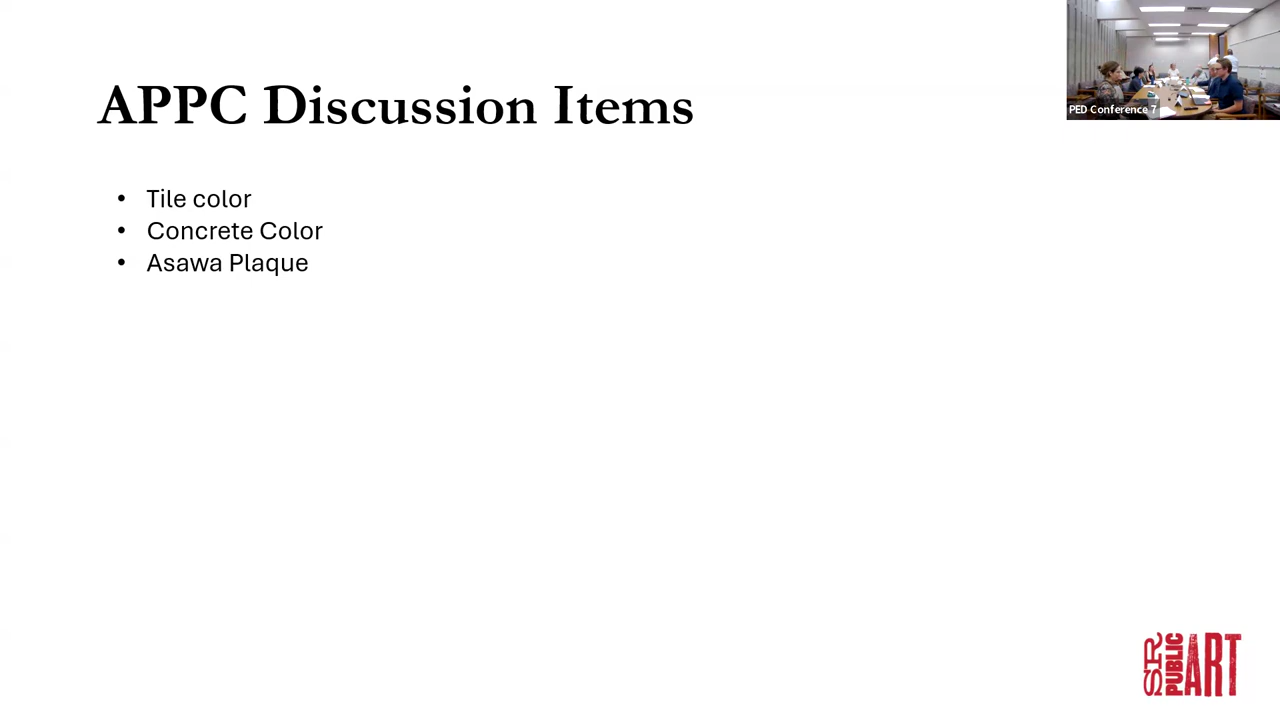 APPC Discussion Items
• Tile color
• Concrete Color
• Asawa Plaque
PED Conference 7
SR
PUBLIC
ART